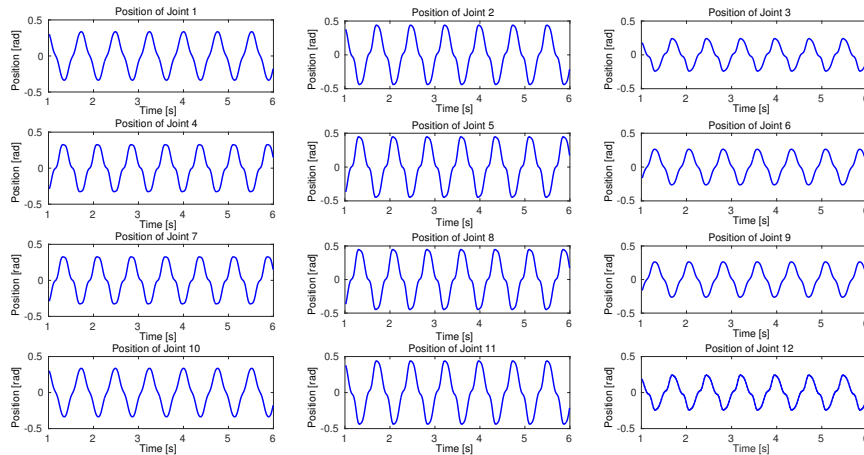 Position of Joint 1
0.5
0
-0.5
Position [rad]
1 2 3 4 5 6
Time [s]
Position of Joint 2
0.5
0
-0.5
Position [rad]
1 2 3 4 5 6
Time [s]
Position of Joint 3
0.5
0
-0.5
Position [rad]
1 2 3 4 5 6
Time [s]
Position of Joint 4
0.5
0
-0.5
Position [rad]
1 2 3 4 5 6
Time [s]
Position of Joint 5
0.5
0
-0.5
Position [rad]
1 2 3 4 5 6
Time [s]
Position of Joint 6
0.5
0
-0.5
Position [rad]
1 2 3 4 5 6
Time [s]
Position of Joint 7
0.5
0
-0.5
Position [rad]
1 2 3 4 5 6
Time [s]
Position of Joint 8
0.5
0
-0.5
Position [rad]
1 2 3 4 5 6
Time [s]
Position of Joint 9
0.5
0
-0.5
Position [rad]
1 2 3 4 5 6
Time [s]
Position of Joint 10
0.5
0
-0.5
Position [rad]
1 2 3 4 5 6
Time [s]
Position of Joint 11
0.5
0
-0.5
Position [rad]
1 2 3 4 5 6
Time [s]
Position of Joint 12
0.5
0
-0.5
Position [rad]
1 2 3 4 5 6
Time [s]